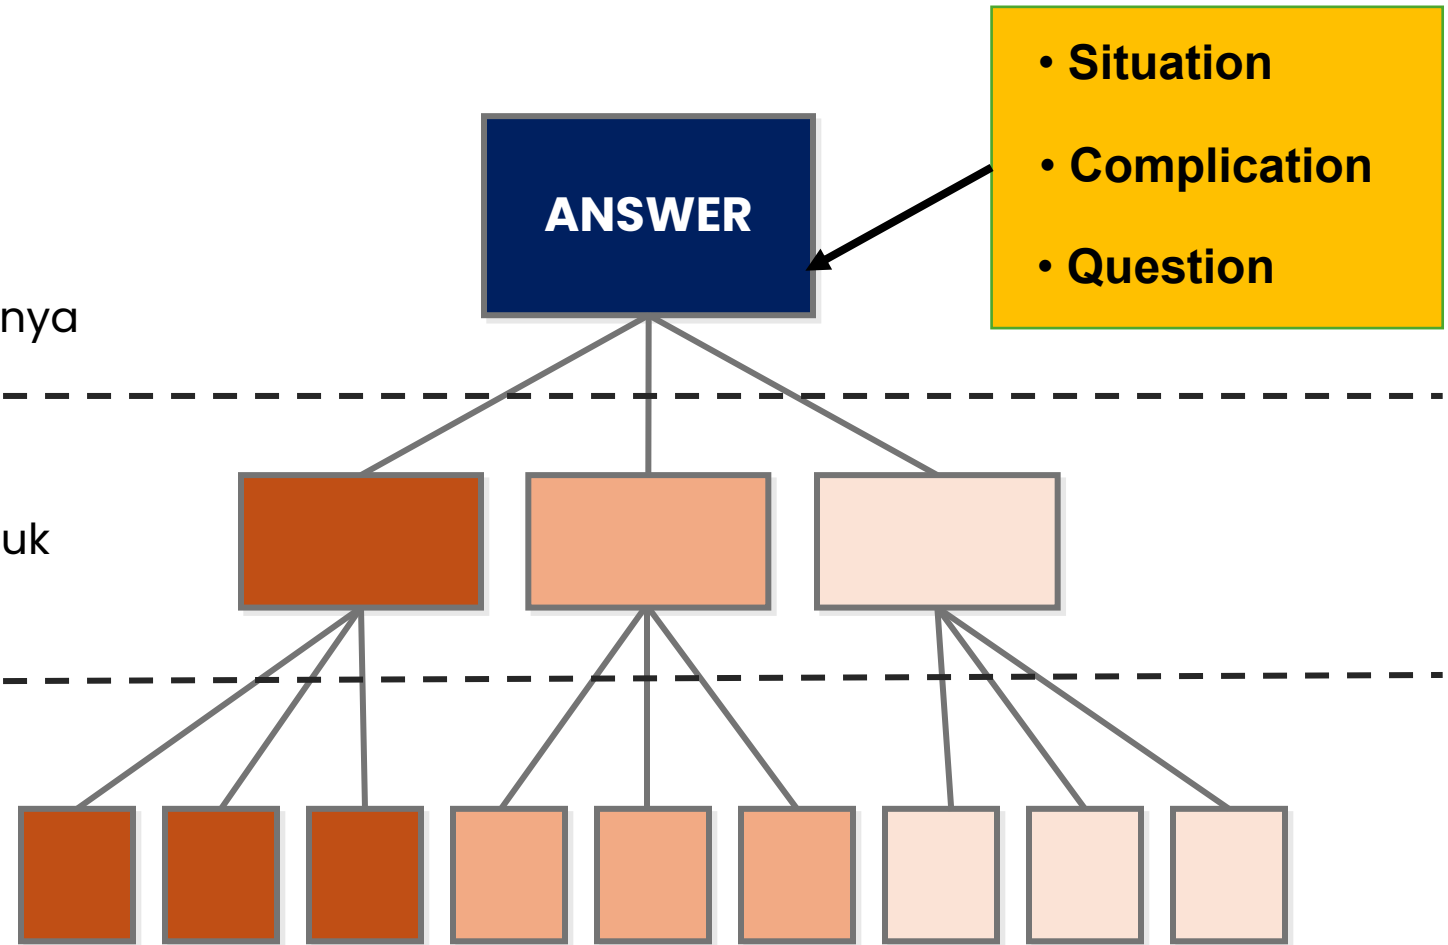 • Situation
• Complication
• Question
ANSWER
nya
uk